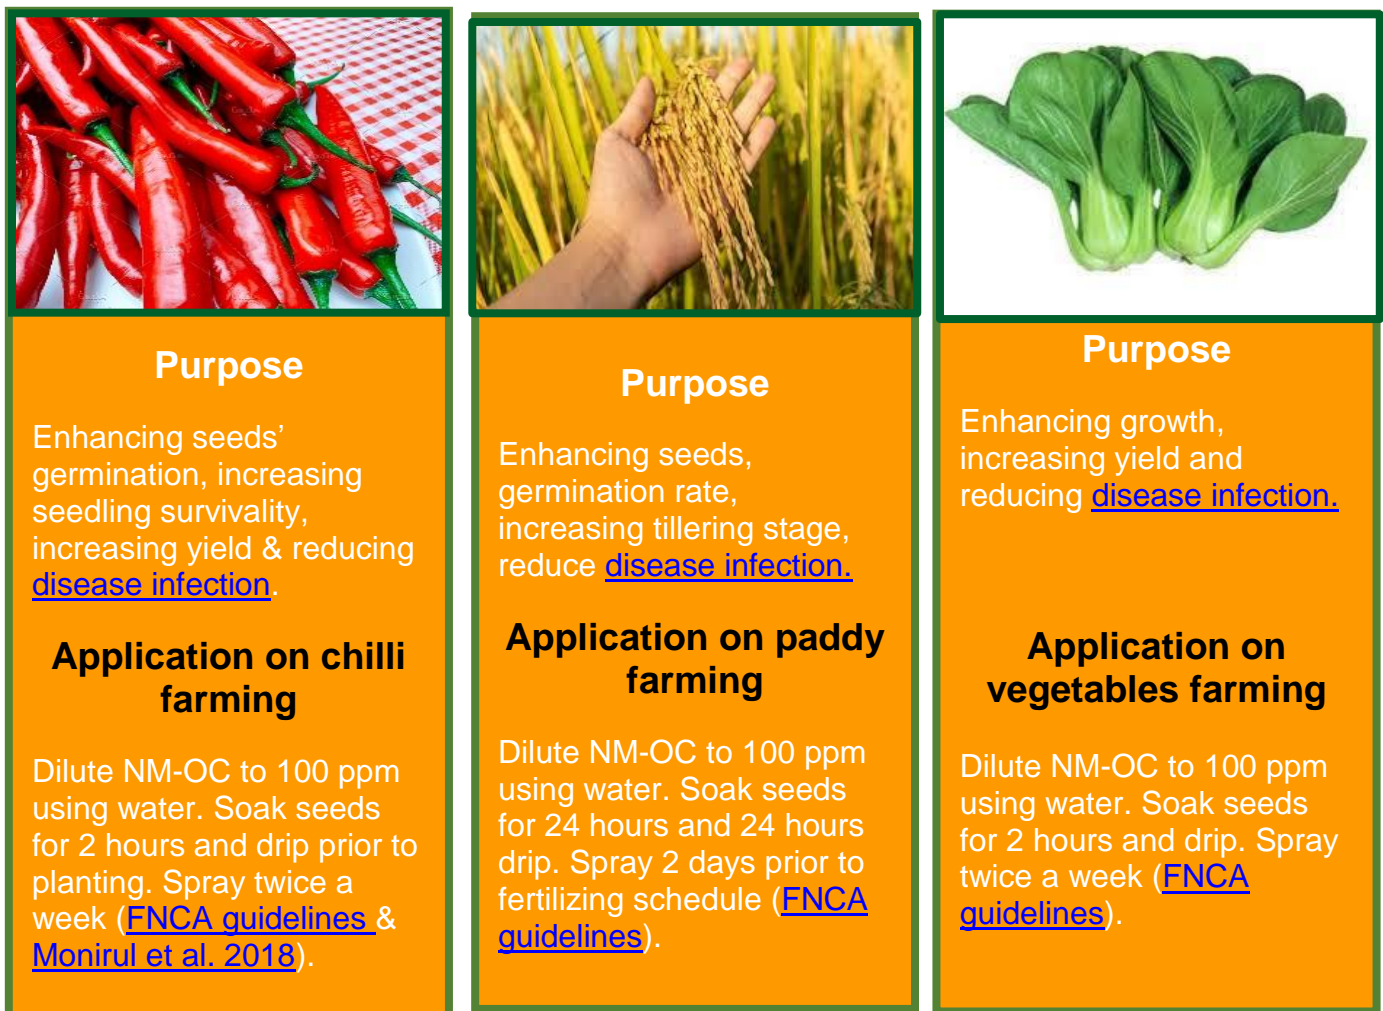 Purpose
Enhancing seeds’
germination, increasing
seedling survivality,
increasing yield & reducing
disease infection.
Application on chilli
farming
Dilute NM-OC to 100 ppm
using water. Soak seeds
for 2 hours and drip prior to
planting. Spray twice a
week (FNCA guidelines &
Monirul et al. 2018).
Purpose
Enhancing seeds,
germination rate,
increasing tillering stage,
reduce disease infection.
Application on paddy
farming
Dilute NM-OC to 100 ppm
using water. Soak seeds
for 24 hours and 24 hours
drip. Spray 2 days prior to
fertilizing schedule (FNCA
guidelines).
Purpose
Enhancing growth,
increasing yield and
reducing disease infection.
Application on
vegetables farming
Dilute NM-OC to 100 ppm
using water. Soak seeds
for 2 hours and drip. Spray
twice a week (FNCA
guidelines).